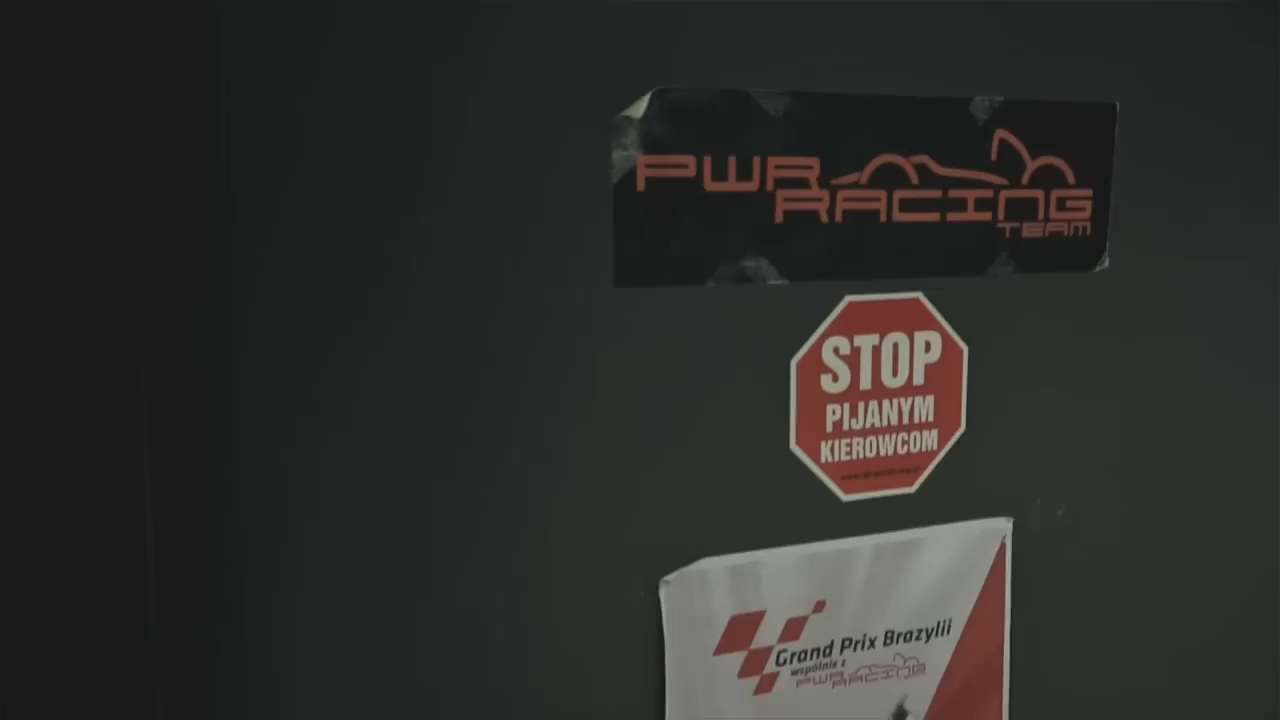 PWR
RACING
TEAM
STOP
PIJANYM
KIEROWCOM
Grand Prix Brazylii
wspólnie z
PWR RACING